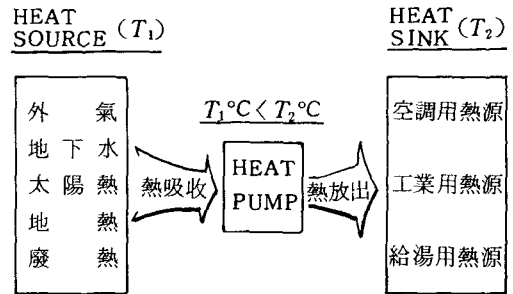 HEAT
SOURCE (T₁)
外氣
地下水
太陽熱
地熱
廢熱
熱吸收
T₁°C < T₂°C
HEAT
PUMP
熱放出
HEAT
SINK (T₂)
空調用熱源
工業用熱源
給湯用熱源